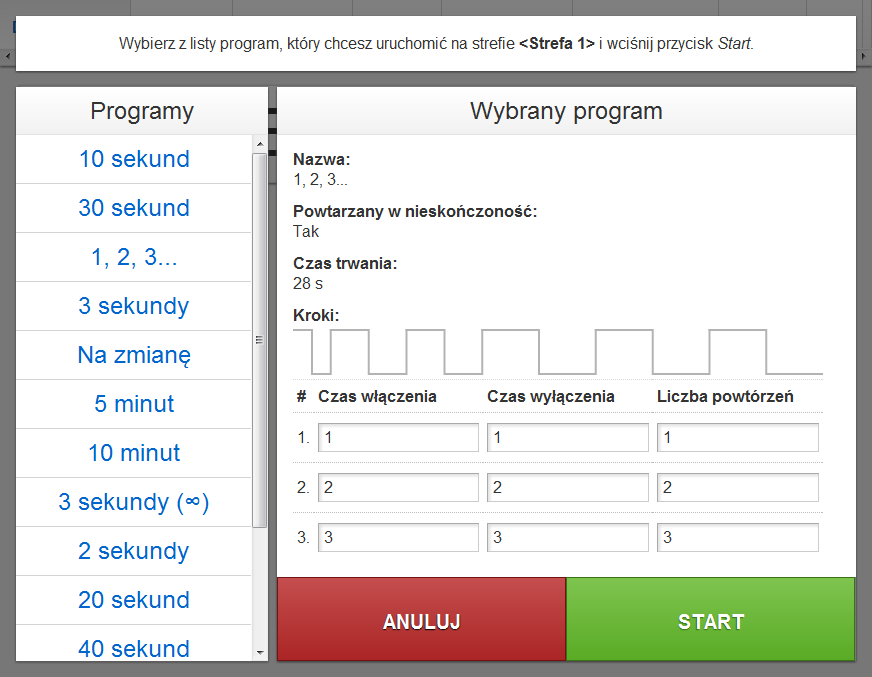 Wybierz z listy program, który chcesz uruchomić na strefie <Strefa 1> i wciśnij przycisk Start.
Programy
10 sekund
30 sekund
1, 2, 3...
3 sekundy
Na zmianę
5 minut
10 minut
3 sekundy (∞)
2 sekundy
20 sekund
40 sekund
Wybrany program
Nazwa:
1, 2, 3...
Powtarzany w nieskończoność:
Tak
Czas trwania:
28 s
Kroki:
# Czas włączenia Czas wyłączenia Liczba powtórzeń
1. 1 1 1
2. 2 2 2
3. 3 3 3
ANULUJ START